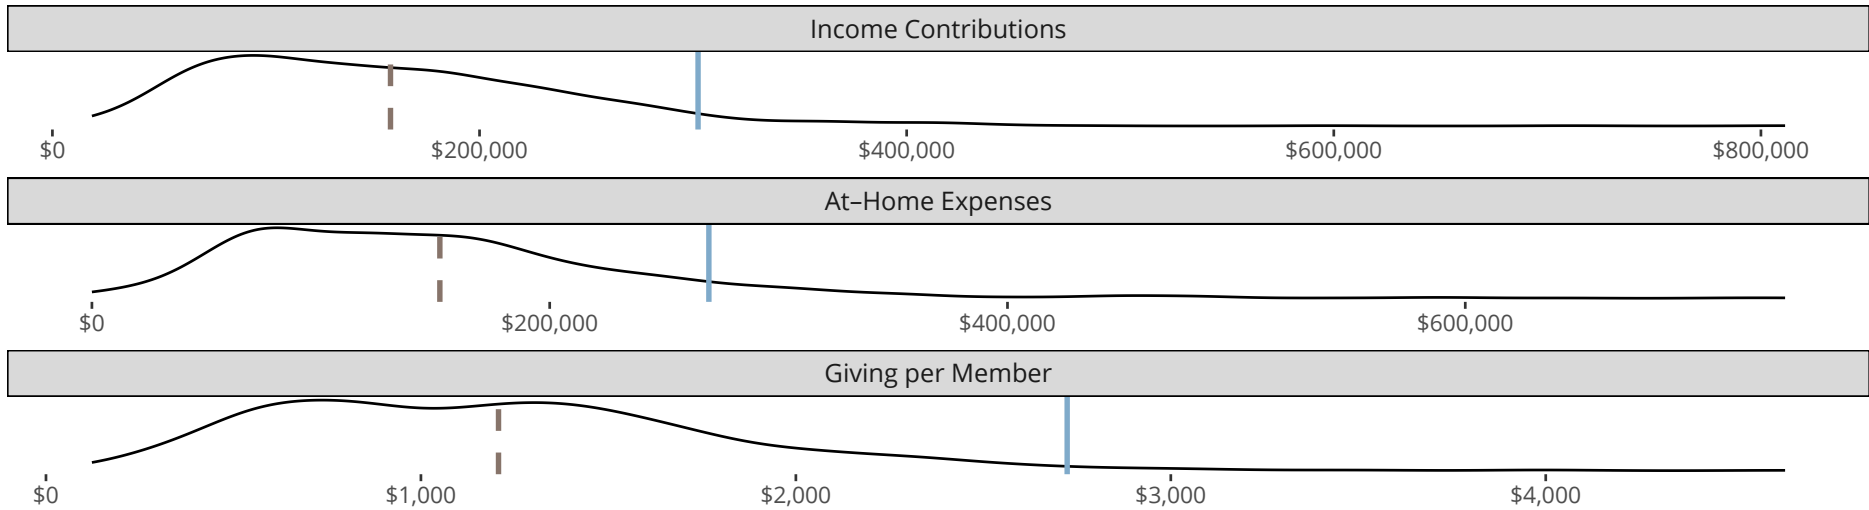 Income Contributions
$0 $200,000 $400,000 $600,000 $800,000
At–Home Expenses
$0 $200,000 $400,000 $600,000
Giving per Member
$0 $1,000 $2,000 $3,000 $4,000